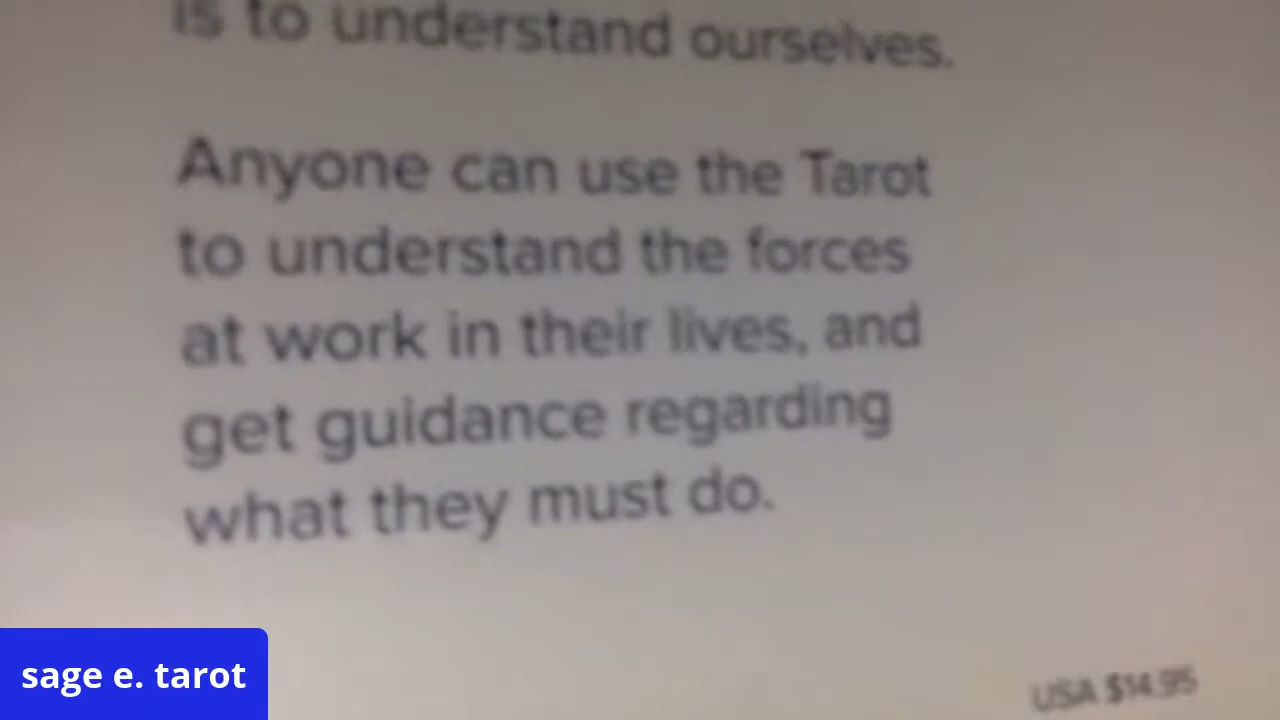 is to understand ourselves.
Anyone can use the Tarot
to understand the forces
at work in their lives, and
get guidance regarding
what they must do.
USA $14.95
sage e. tarot